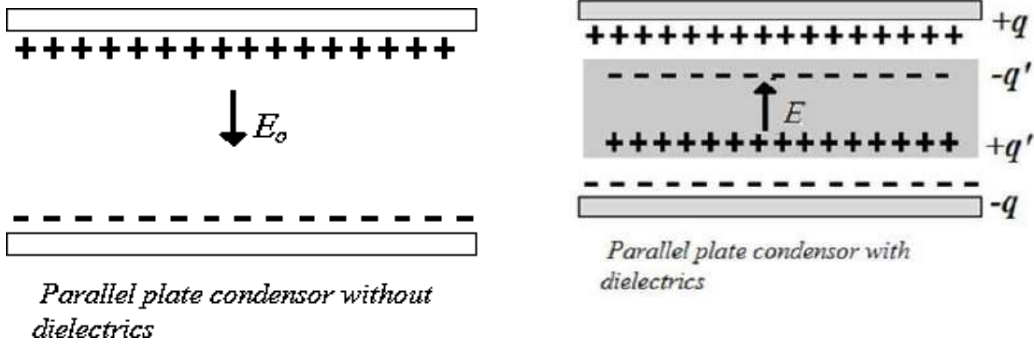 E₀
Parallel plate condensor without
dielectrics
+q
-q'
E
+q'
-q
Parallel plate condensor with
dielectrics